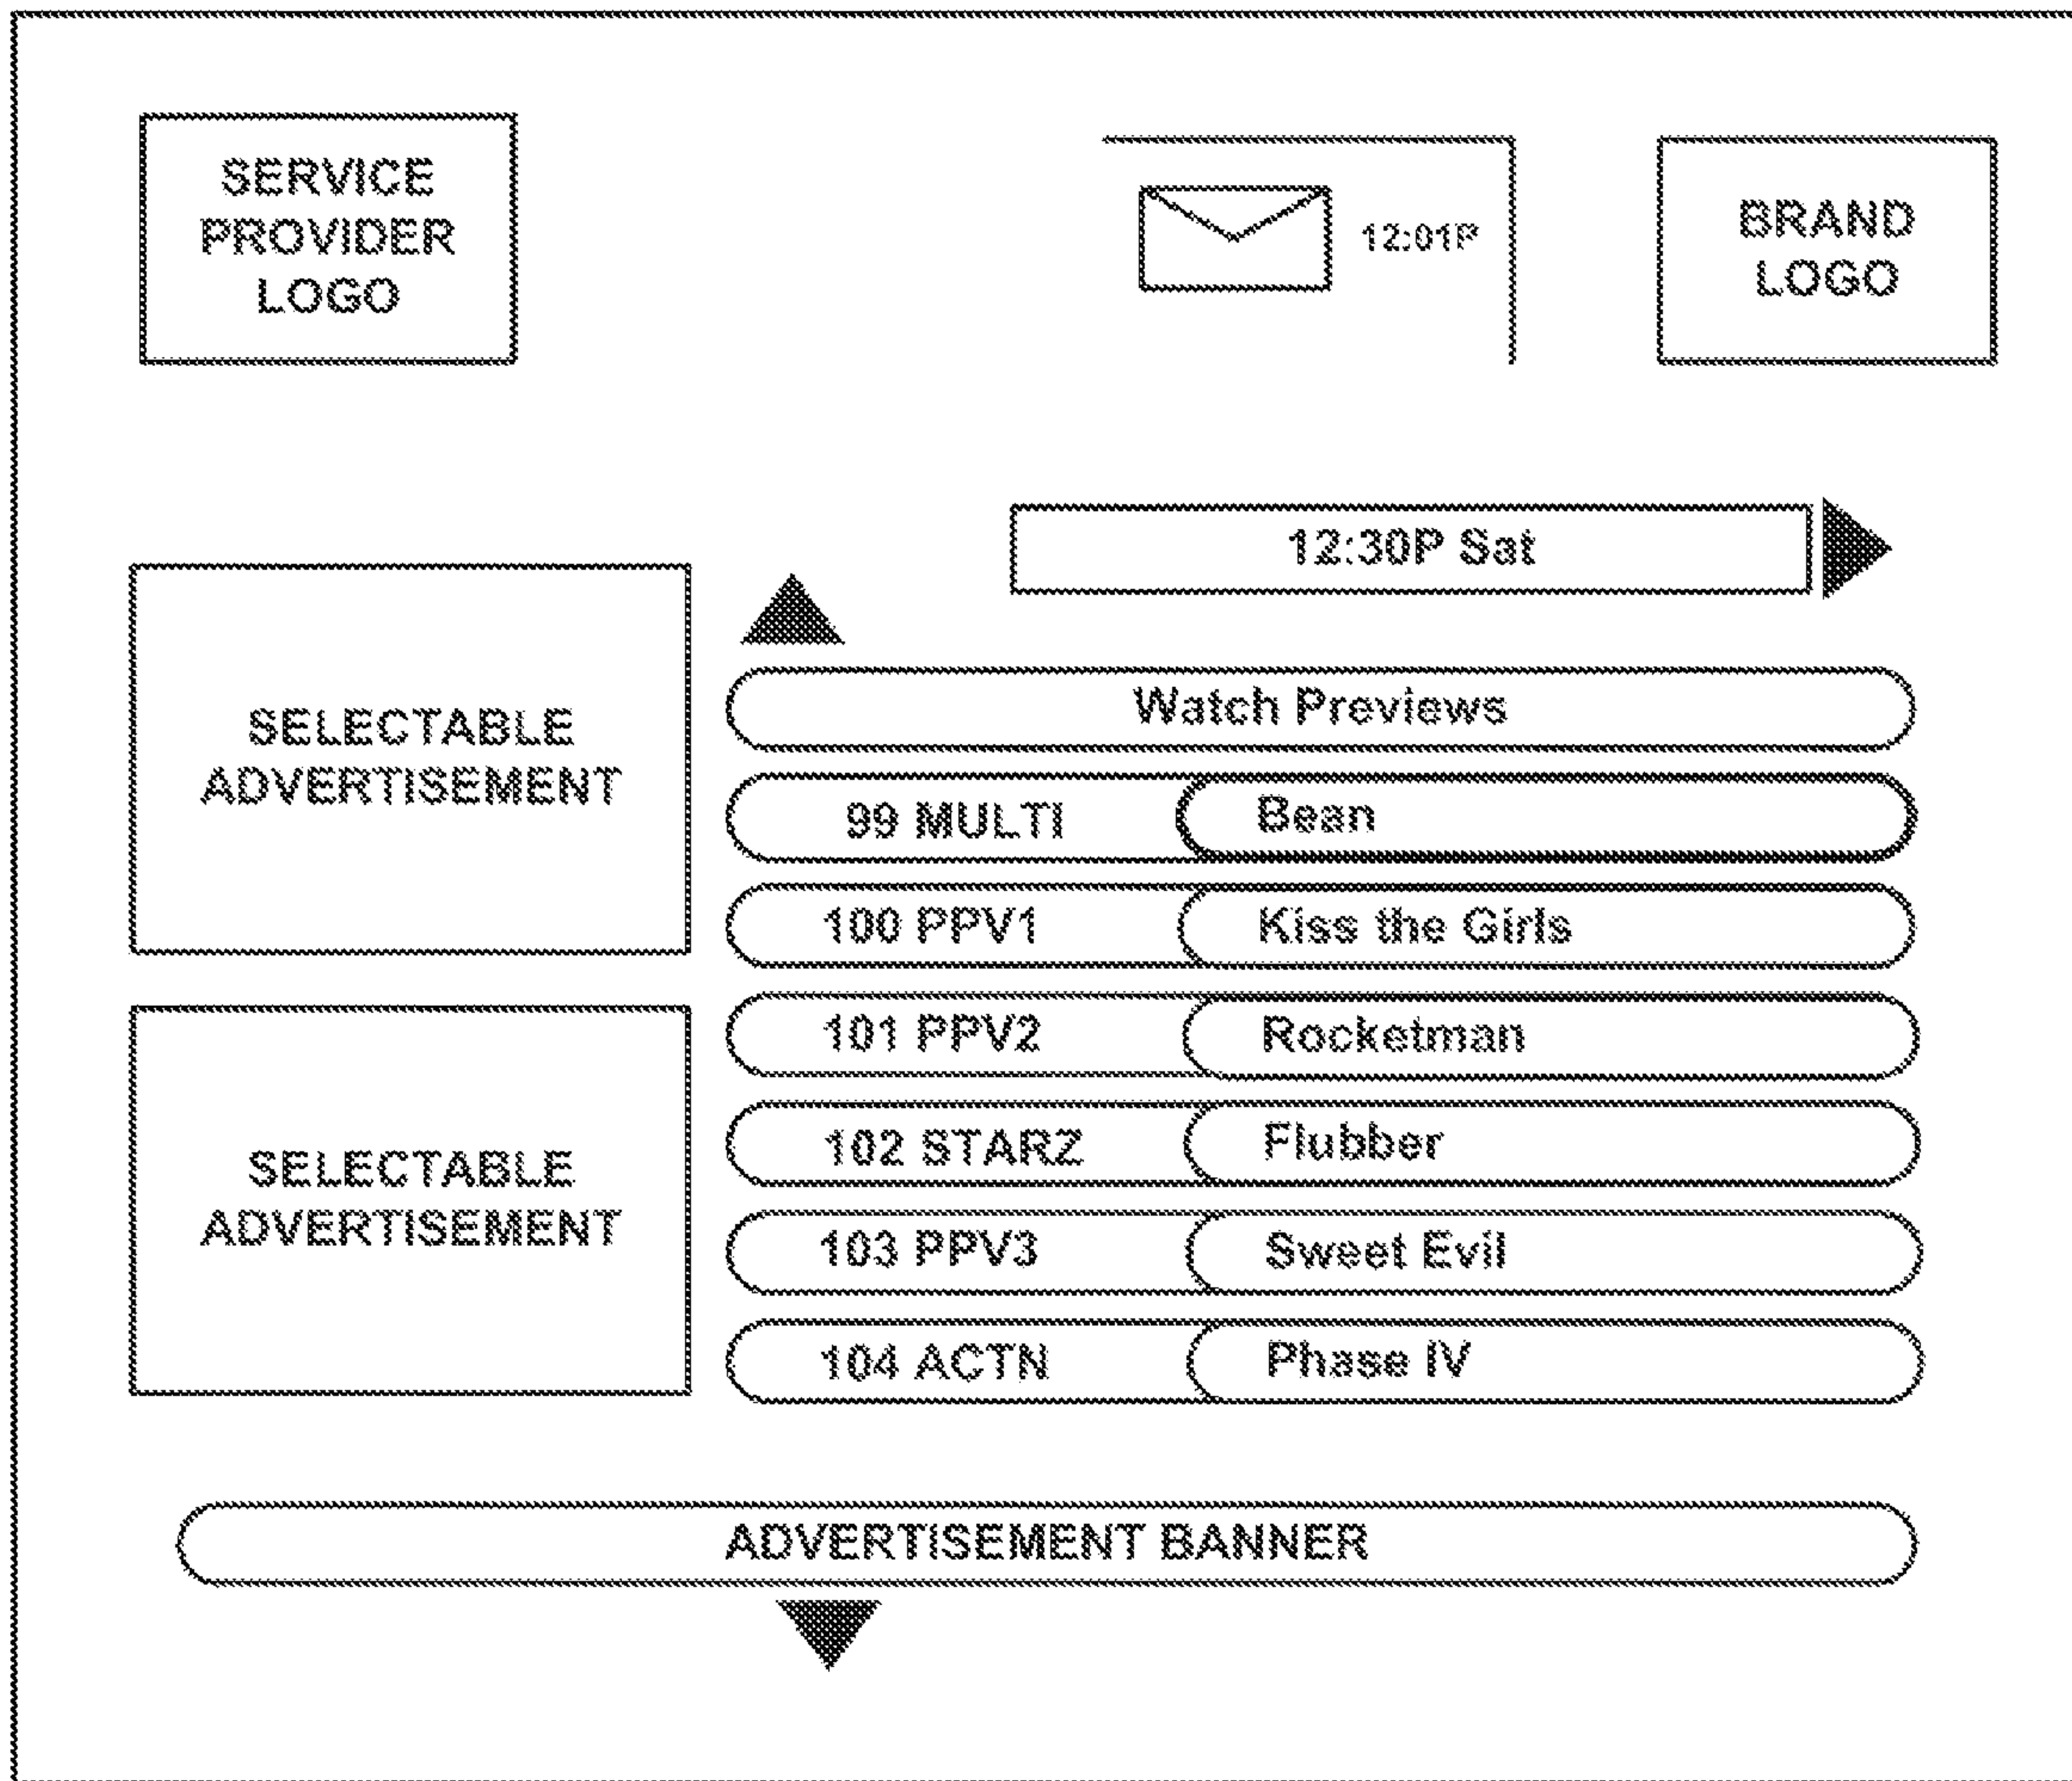 SERVICE
PROVIDER
LOGO
12:01P
BRAND
LOGO
12:30P Sat
SELECTABLE
ADVERTISEMENT
SELECTABLE
ADVERTISEMENT
Watch Previews
99 MULTI Bean
100 PPV1 Kiss the Girls
101 PPV2 Rocketman
102 STARZ Flubber
103 PPV3 Sweet Evil
104 ACTN Phase IV
ADVERTISEMENT BANNER